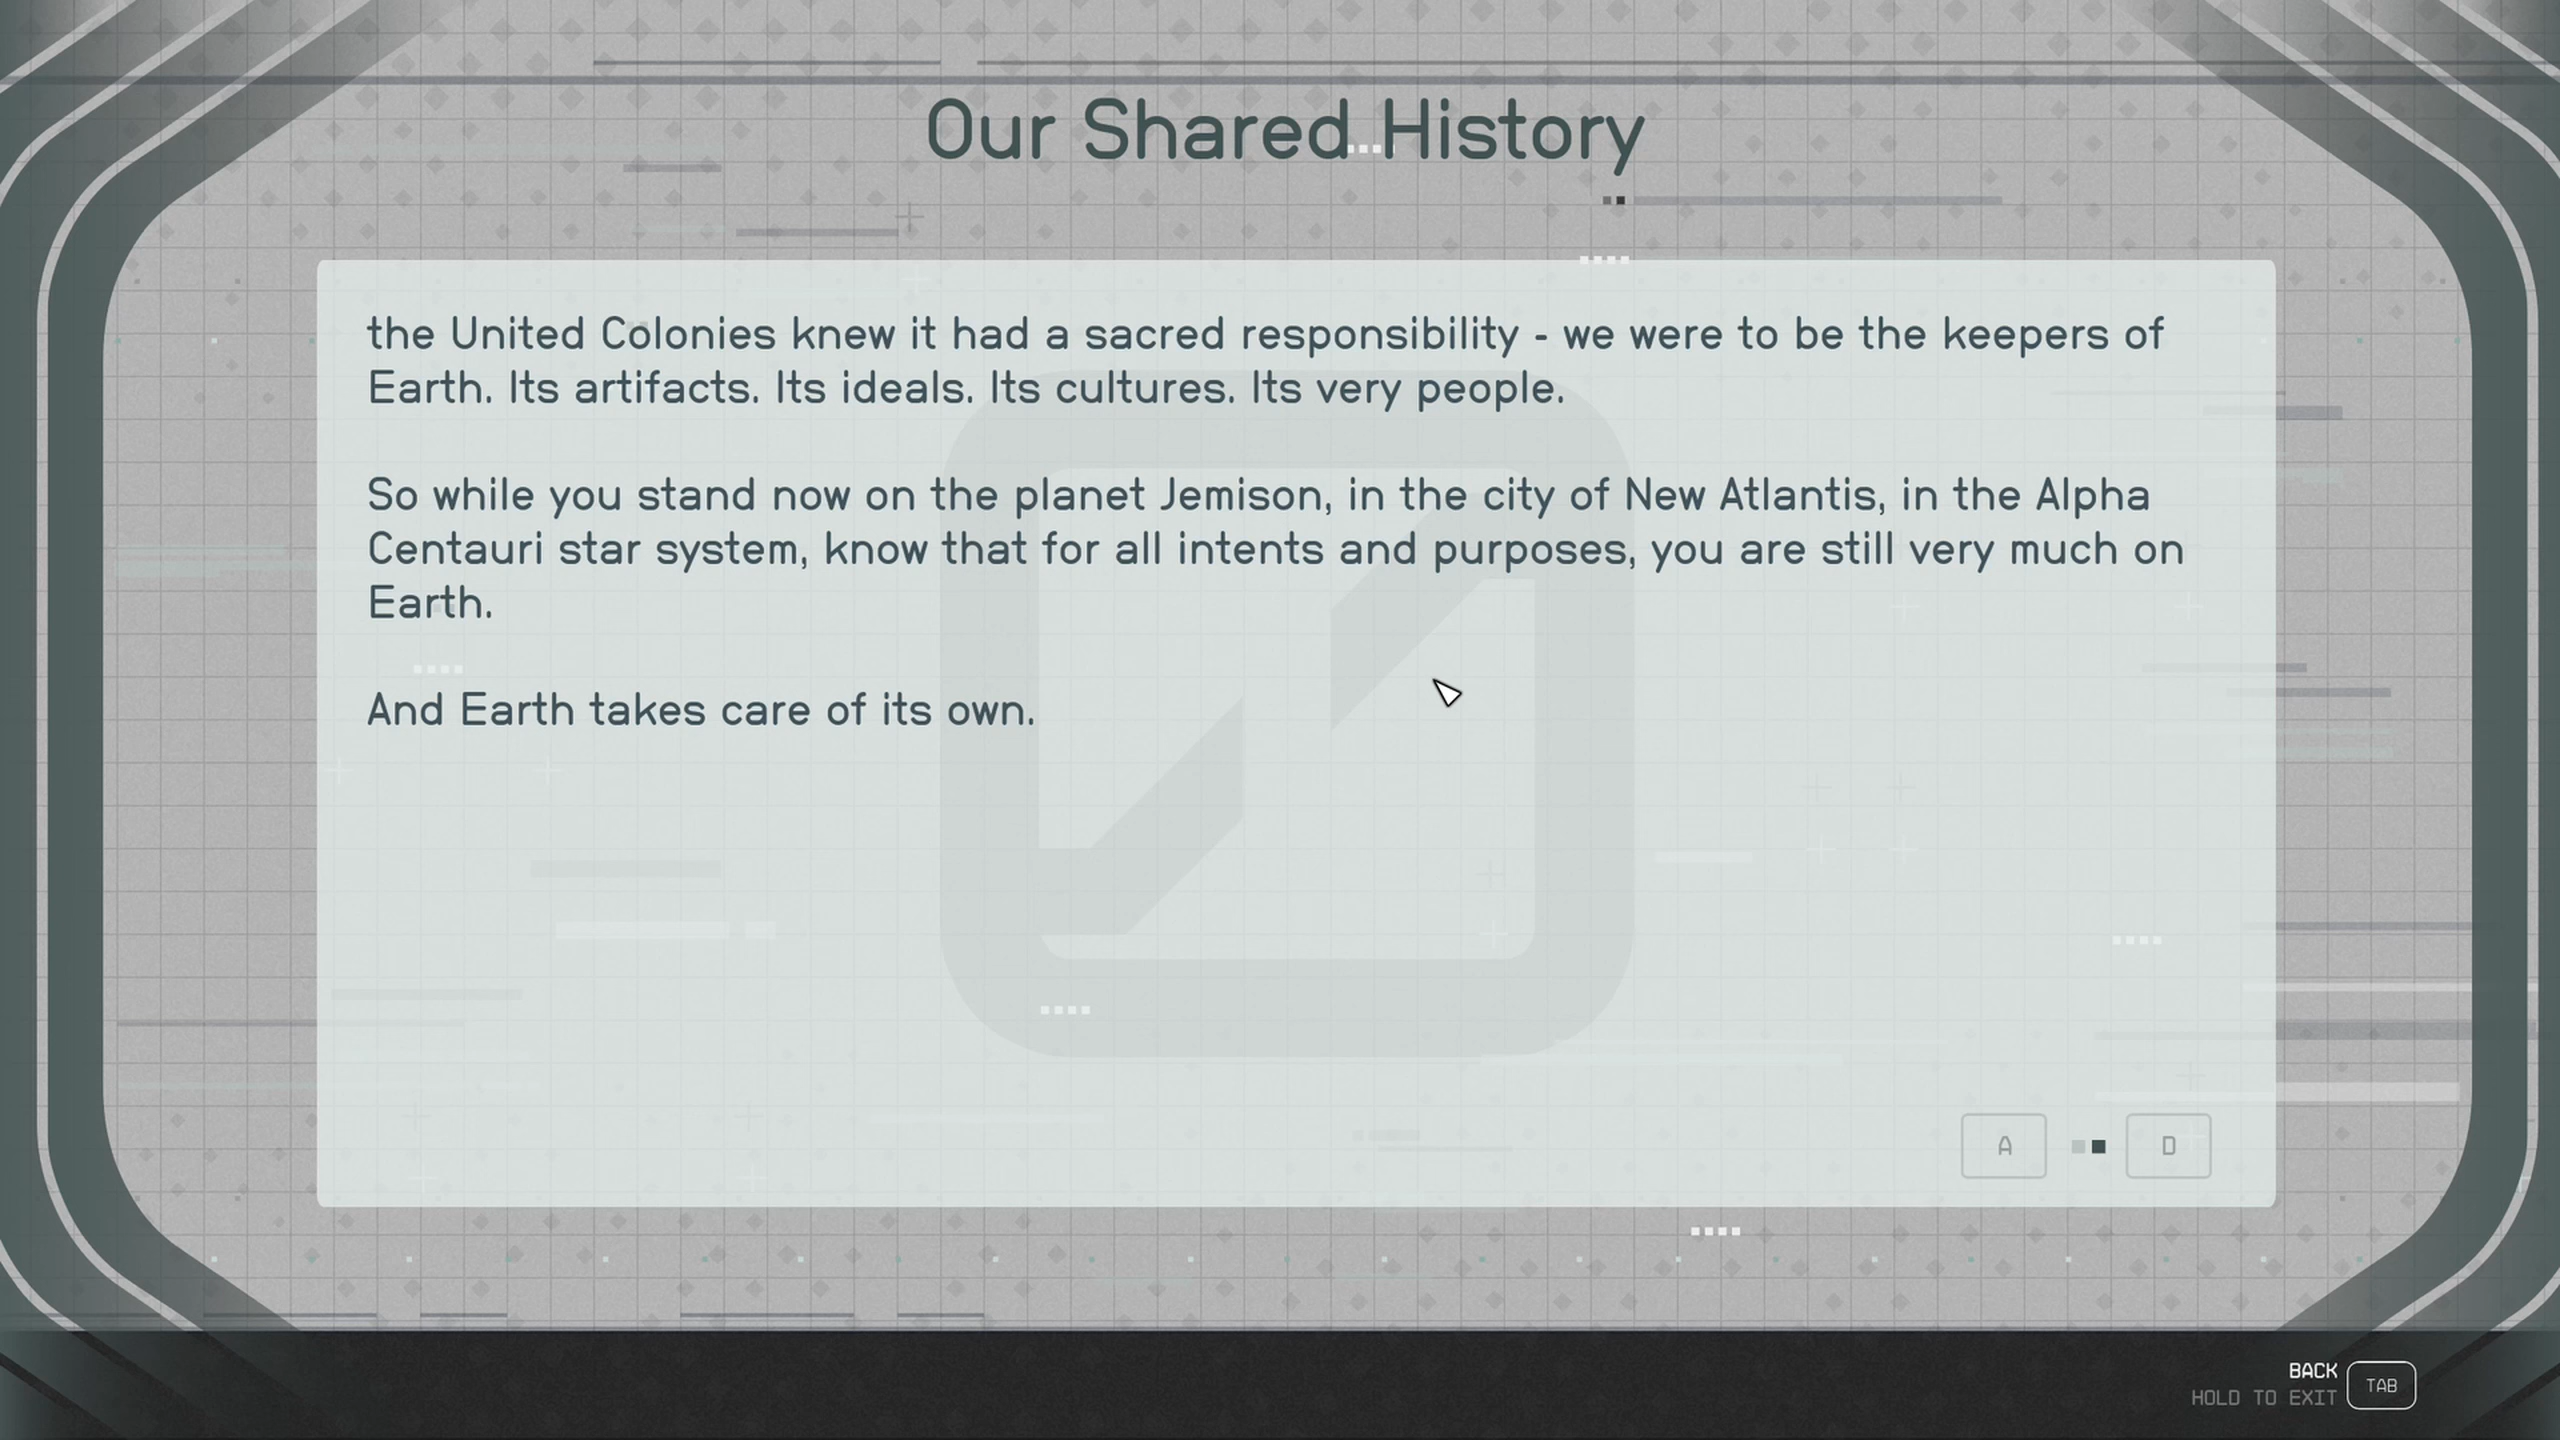 Our Shared History
the United Colonies knew it had a sacred responsibility - we were to be the keepers of
Earth. Its artifacts. Its ideals. Its cultures. Its very people.
So while you stand now on the planet Jemison, in the city of New Atlantis, in the Alpha
Centauri star system, know that for all intents and purposes, you are still very much on
Earth.
And Earth takes care of its own.
A D
BACK
HOLD TO EXIT
TAB